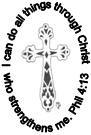 I can do all things through Christ
who strengthens me. Phil 4:13